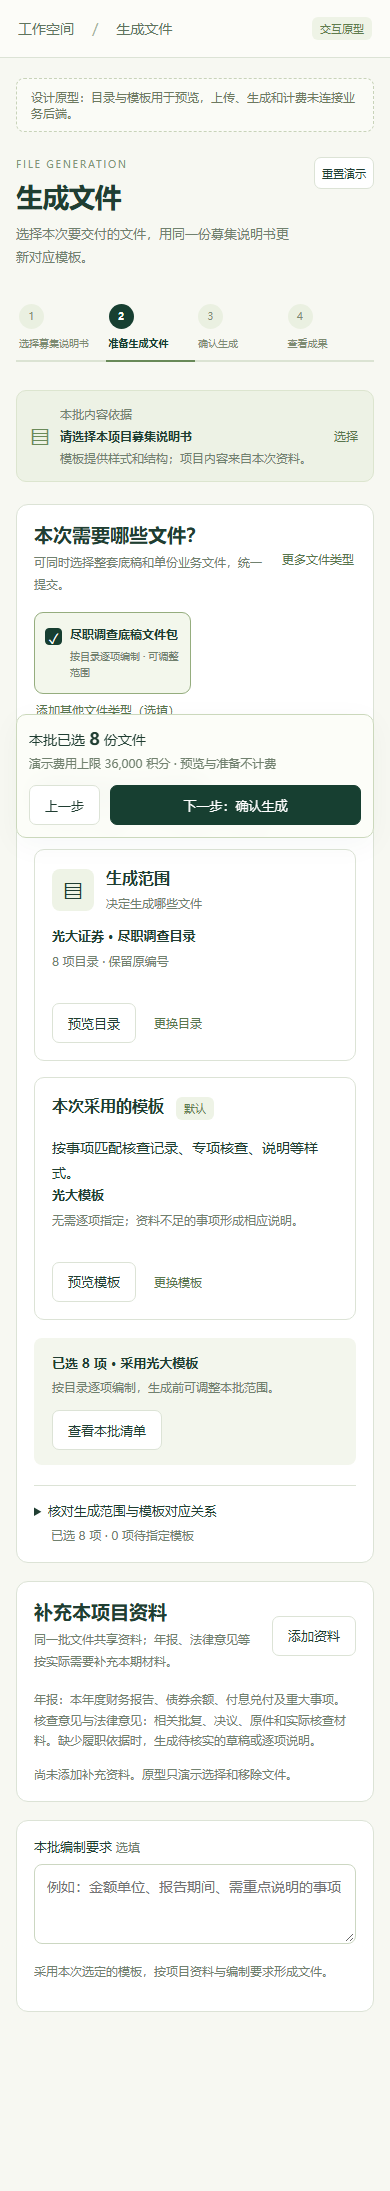 工作空间 / 生成文件
交互原型
设计原型：目录与模板用于预览，上传、生成和计费未连接业
务后端。
FILE GENERATION
重置演示
生成文件
选择本次要交付的文件，用同一份募集说明书更
新对应模板。
1
选择募集说明书
2
准备生成文件
3
确认生成
4
查看成果
本批内容依据
请选择本项目募集说明书
模板提供样式和结构；项目内容来自本次资料。
选择
本次需要哪些文件？
可同时选择整套底稿和单份业务文件，统一
提交。
更多文件类型
尽职调查底稿文件包
按目录逐项编制 · 可调整
范围
添加其他文件类型（选填）
本批已选 8 份文件
演示费用上限 36,000 积分 · 预览与准备不计费
上一步
下一步：确认生成
生成范围
决定生成哪些文件
光大证券 • 尽职调查目录
8 项目录 · 保留原编号
预览目录
更换目录
本次采用的模板 默认
按事项匹配核查记录、专项核查、说明等样
式。
光大模板
无需逐项指定；资料不足的事项形成相应说明。
预览模板
更换模板
已选 8 项 • 采用光大模板
按目录逐项编制，生成前可调整本批范围。
查看本批清单
核对生成范围与模板对应关系
已选 8 项 · 0 项待指定模板
补充本项目资料
同一批文件共享资料；年报、法律意见等
按实际需要补充本期材料。
添加资料
年报：本年度财务报告、债券余额、付息兑付及重大事项。
核查意见与法律意见：相关批复、决议、原件和实际核查材
料。缺少履职依据时，生成待核实的草稿或逐项说明。
尚未添加补充资料。原型只演示选择和移除文件。
本批编制要求 选填
例如：金额单位、报告期间、需重点说明的事项
采用本次选定的模板，按项目资料与编制要求形成文件。